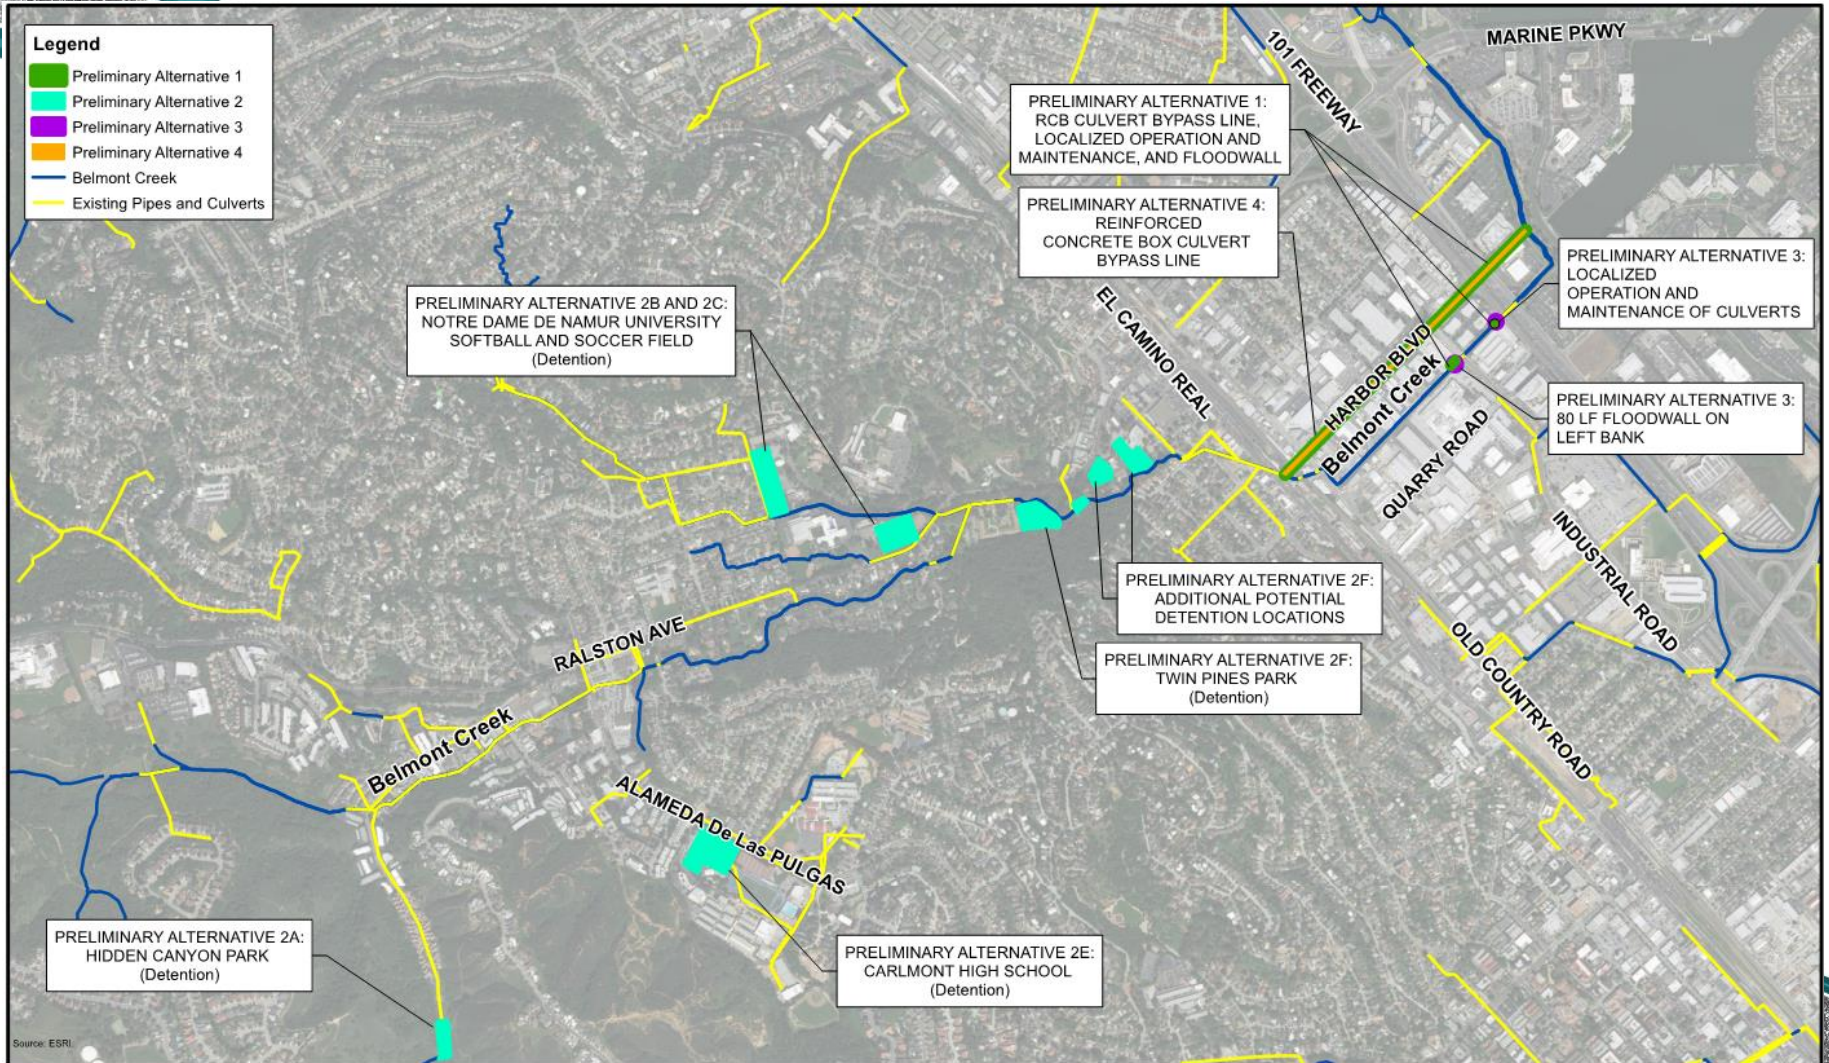 Legend
Preliminary Alternative 1
Preliminary Alternative 2
Preliminary Alternative 3
Preliminary Alternative 4
Belmont Creek
Existing Pipes and Culverts
MARINE PKWY
101 FREEWAY
PRELIMINARY ALTERNATIVE 1:
RCB CULVERT BYPASS LINE,
LOCALIZED OPERATION AND
MAINTENANCE, AND FLOODWALL
PRELIMINARY ALTERNATIVE 4:
REINFORCED
CONCRETE BOX CULVERT
BYPASS LINE
PRELIMINARY ALTERNATIVE 3:
LOCALIZED
OPERATION AND
MAINTENANCE OF CULVERTS
PRELIMINARY ALTERNATIVE 2B AND 2C:
NOTRE DAME DE NAMUR UNIVERSITY
SOFTBALL AND SOCCER FIELD
(Detention)
EL CAMINO REAL
HARBOR BLVD
Belmont Creek
PRELIMINARY ALTERNATIVE 3:
80 LF FLOODWALL ON
LEFT BANK
QUARRY ROAD
INDUSTRIAL ROAD
PRELIMINARY ALTERNATIVE 2F:
ADDITIONAL POTENTIAL
DETENTION LOCATIONS
RALSTON AVE
PRELIMINARY ALTERNATIVE 2F:
TWIN PINES PARK
(Detention)
OLD COUNTRY ROAD
Belmont Creek
ALAMEDA De Las PULGAS
PRELIMINARY ALTERNATIVE 2A:
HIDDEN CANYON PARK
(Detention)
PRELIMINARY ALTERNATIVE 2E:
CARLMONT HIGH SCHOOL
(Detention)
Source: ESRI.